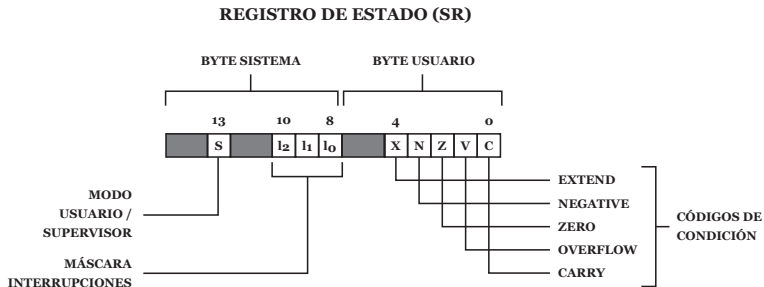 REGISTRO DE ESTADO (SR)
BYTE SISTEMA
BYTE USUARIO
13 10 8 4 0
S I2 I1 I0 X N Z V C
EXTEND
NEGATIVE
ZERO
OVERFLOW
CARRY
CÓDIGOS DE
CONDICIÓN
MODO
USUARIO /
SUPERVISOR
MÁSCARA
INTERRUPCIONES